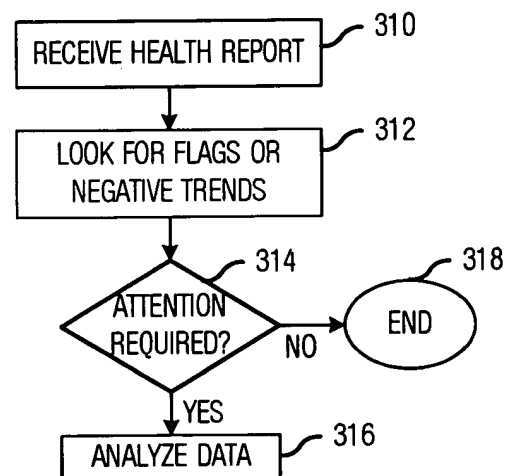 RECEIVE HEALTH REPORT
310
LOOK FOR FLAGS OR
NEGATIVE TRENDS
312
ATTENTION
REQUIRED?
314
NO
END
318
YES
ANALYZE DATA
316